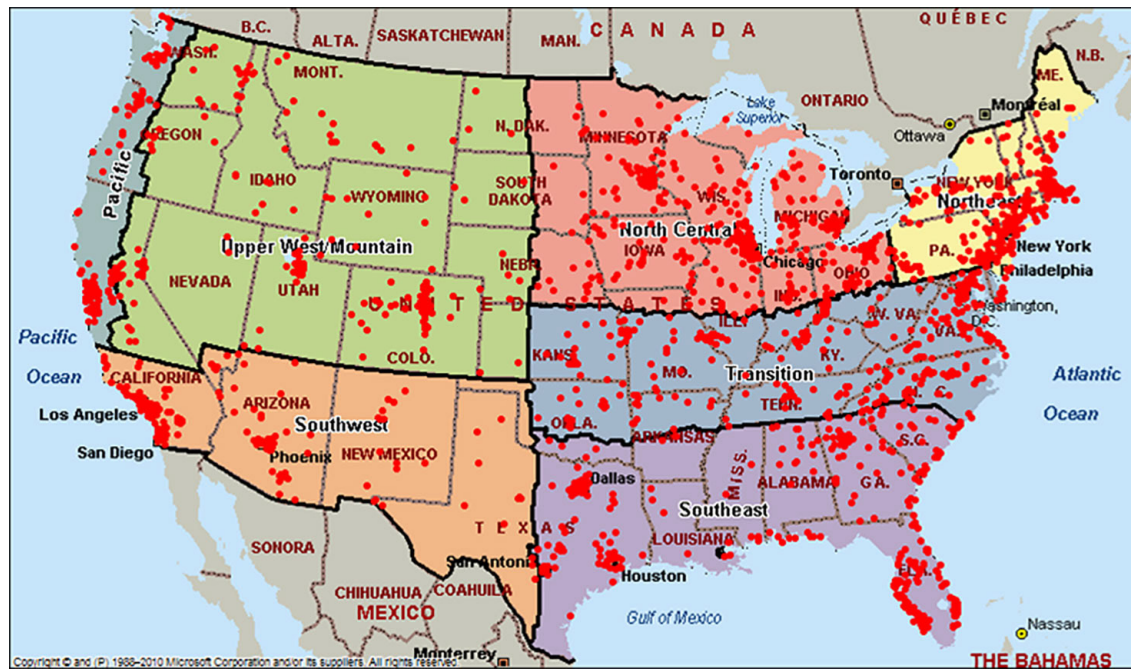 QUÉBEC
CANADA
B.C.
ALTA.
SASKATCHEWAN
MAN.
N.B.
ME.
WASH.
MONT.
ONTARIO
Lake
Superior
Montréal
Ottawa
N. DAK.
MINNESOTA
OREGON
Pacific
Toronto
IDAHO
WYOMING
SOUTH
DAKOTA
WIS.
MICHIGAN
NEW YORK
Northeast
Upper West/Mountain
North Central
IOWA
NEBR.
PA.
New York
Chicago
OHIO
Philadelphia
NEVADA
UTAH
UNITED STATES
IND.
Washington,
D.C.
ILL.
W. VA.
VA.
Pacific
Ocean
COLO.
KANS.
MO.
KY.
Transition
Atlantic
Ocean
CALIFORNIA
ARIZONA
TENN.
N. C.
Los Angeles
Southwest
OKLA.
ARKANSAS
S.C.
San Diego
Phoenix
NEW MEXICO
Dallas
MISS.
ALABAMA
GA.
Southeast
TEXAS
LOUISIANA
SONORA
San Antoni
Houston
FLA.
CHIHUAHUA
COAHUILA
MEXICO
Gulf of Mexico
Nassau
Monterrey
THE BAHAMAS
Copyright © and (P) 1988–2010 Microsoft Corporation and/or its suppliers. All rights reserved.